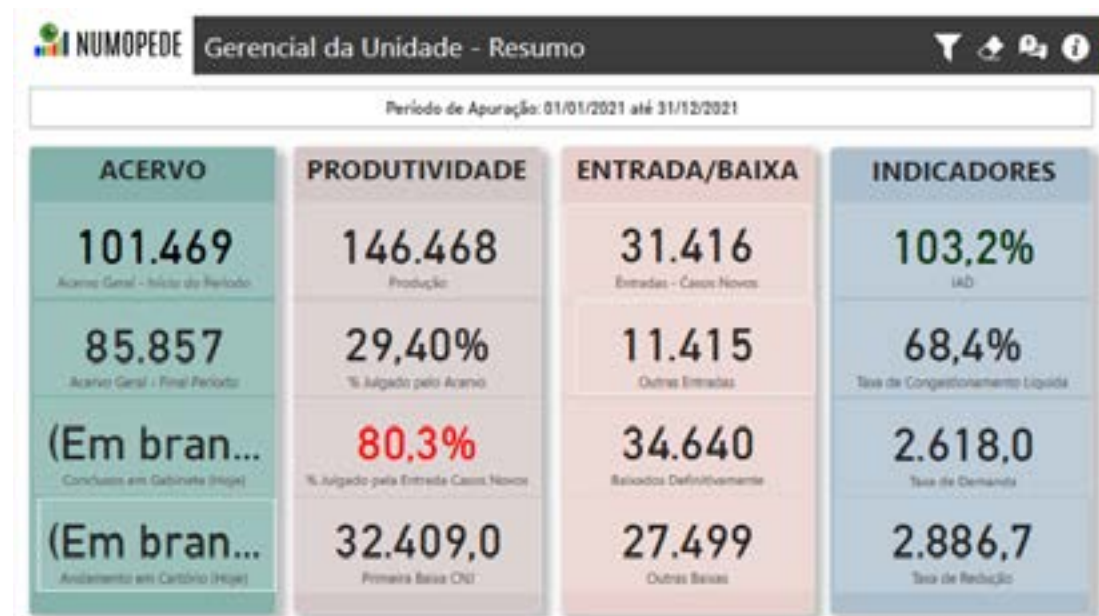 NUMOPEDE
Gerencial da Unidade - Resumo
Período de Apuração: 01/01/2021 até 31/12/2021
ACERVO
101.469
Acervo Geral - Início do Período
85.857
Acervo Geral - Final Período
(Em bran...
Conclusos em Gabinete (Hoje)
(Em bran...
Andamento em Cartório (Hoje)
PRODUTIVIDADE
146.468
Produção
29,40%
% Julgado pelo Acervo
80,3%
% Julgado pela Entrada Casos Novos
32.409,0
Primeira Baixa CNJ
ENTRADA/BAIXA
31.416
Entradas - Casos Novos
11.415
Outras Entradas
34.640
Baixados Definitivamente
27.499
Outras Baixas
INDICADORES
103,2%
IAD
68,4%
Taxa de Congestionamento Líquida
2.618,0
Taxa de Demanda
2.886,7
Taxa de Redução